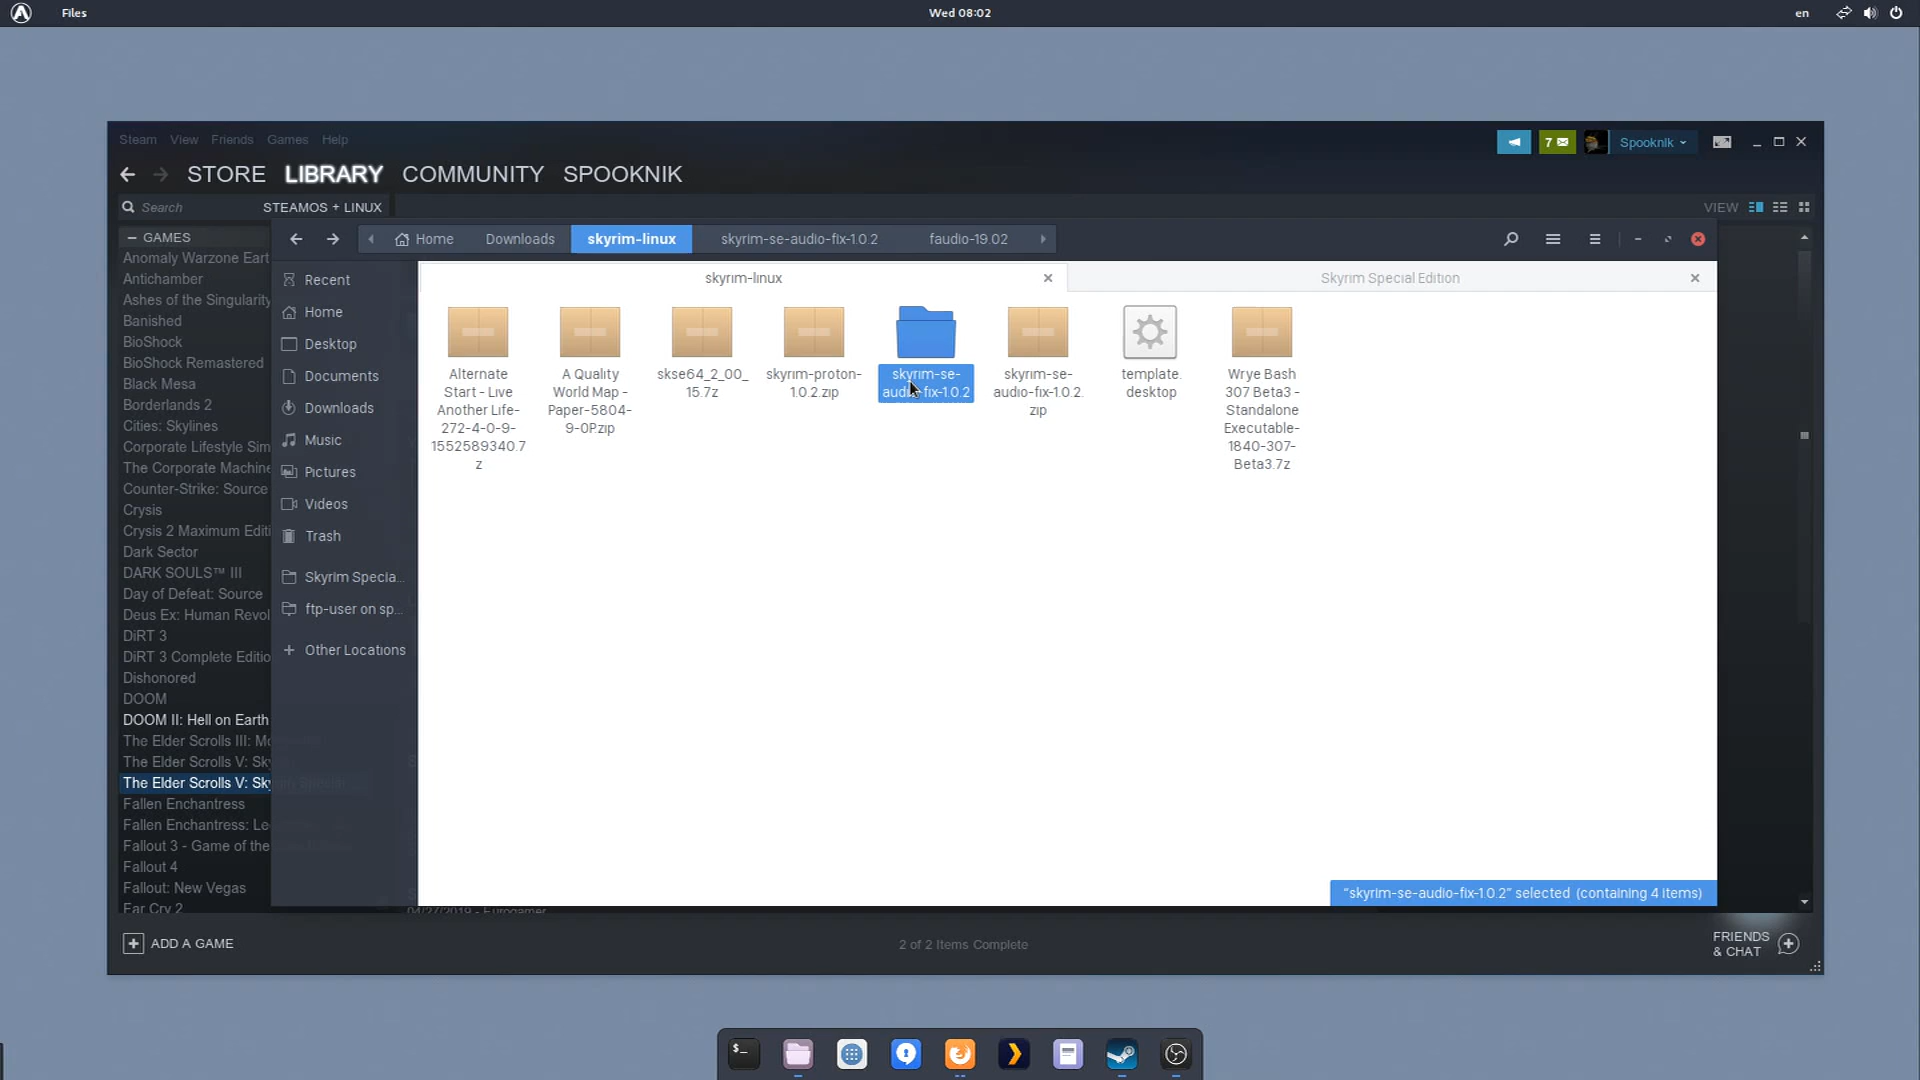 Files
Wed 08:02
en
Steam View Friends Games Help
7
Spooknik
STORE LIBRARY COMMUNITY SPOOKNIK
Search
STEAMOS + LINUX
VIEW
GAMES
Anomaly Warzone Eart
Antichamber
Ashes of the Singularity
Banished
BioShock
BioShock Remastered
Black Mesa
Borderlands 2
Cities: Skylines
Corporate Lifestyle Sim
The Corporate Machine
Counter-Strike: Source
Crysis
Crysis 2 Maximum Editi
Dark Sector
DARK SOULS™ III
Day of Defeat: Source
Deus Ex: Human Revol
DiRT 3
DiRT 3 Complete Editio
Dishonored
DOOM
DOOM II: Hell on Earth
The Elder Scrolls III: Mo
The Elder Scrolls V: Sky
The Elder Scrolls V: Sky
Fallen Enchantress
Fallen Enchantress: Le
Fallout 3 - Game of the
Fallout 4
Fallout: New Vegas
Far Cry 2
Home Downloads skyrim-linux skyrim-se-audio-fix-1.0.2 faudio-19.02
Recent
Home
Desktop
Documents
Downloads
Music
Pictures
Videos
Trash
Skyrim Specia...
ftp-user on sp...
Other Locations
skyrim-linux
Skyrim Special Edition
Alternate
Start - Live
Another Life-
272-4-0-9-
1552589340.7
z
A Quality
World Map -
Paper-5804-
9-0P.zip
skse64_2_00_
15.7z
skyrim-proton-
1.0.2.zip
skyrim-se-
audio-fix-1.0.2
skyrim-se-
audio-fix-1.0.2.
zip
template.
desktop
Wrye Bash
307 Beta3 -
Standalone
Executable-
1840-307-
Beta3.7z
"skyrim-se-audio-fix-1.0.2" selected (containing 4 items)
04/27/2019 - Eurogamer
ADD A GAME
2 of 2 Items Complete
FRIENDS
& CHAT
$_